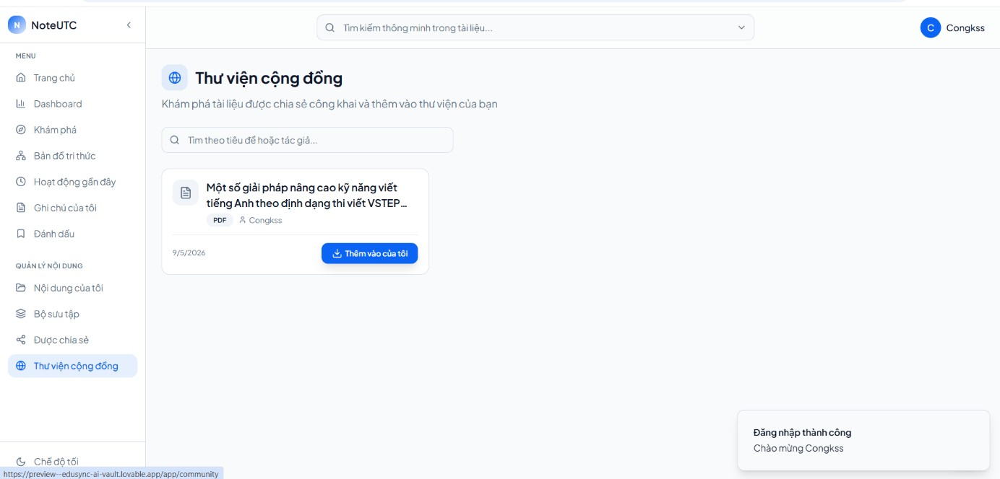 NoteUTC
Tìm kiếm thông minh trong tài liệu...
C
Congkss
MENU
Trang chủ
Dashboard
Khám phá
Bản đồ tri thức
Hoạt động gần đây
Ghi chú của tôi
Đánh dấu
QUẢN LÝ NỘI DUNG
Nội dung của tôi
Bộ sưu tập
Được chia sẻ
Thư viện cộng đồng
Chế độ tối
https://preview--edusync-ai-vault.lovable.app/app/community
Thư viện cộng đồng
Khám phá tài liệu được chia sẻ công khai và thêm vào thư viện của bạn
Tìm theo tiêu đề hoặc tác giả...
Một số giải pháp nâng cao kỹ năng viết
tiếng Anh theo định dạng thi viết VSTEP...
PDF
Congkss
9/5/2026
Thêm vào của tôi
Đăng nhập thành công
Chào mừng Congkss